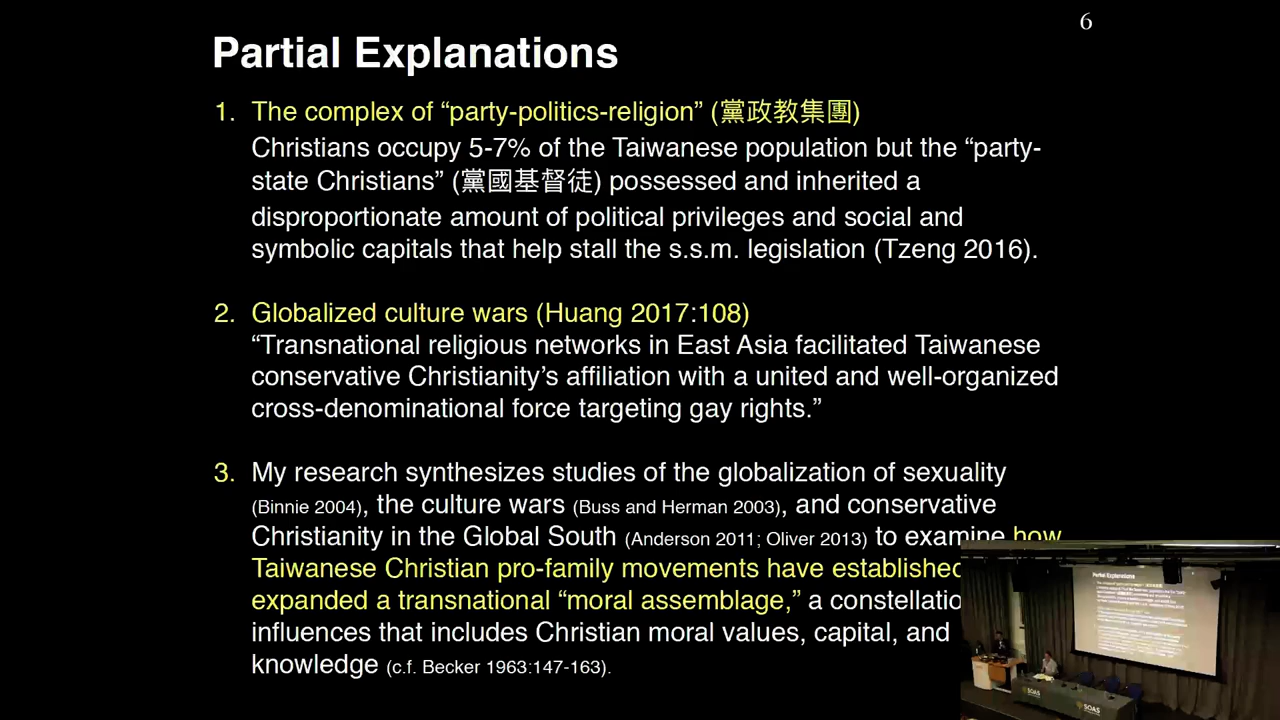 6
Partial Explanations
1. The complex of “party-politics-religion” (黨政教集團)
Christians occupy 5-7% of the Taiwanese population but the “party-
state Christians” (黨國基督徒) possessed and inherited a
disproportionate amount of political privileges and social and
symbolic capitals that help stall the s.s.m. legislation (Tzeng 2016).
2. Globalized culture wars (Huang 2017:108)
“Transnational religious networks in East Asia facilitated Taiwanese
conservative Christianity’s affiliation with a united and well-organized
cross-denominational force targeting gay rights.”
3. My research synthesizes studies of the globalization of sexuality
(Binnie 2004), the culture wars (Buss and Herman 2003), and conservative
Christianity in the Global South (Anderson 2011; Oliver 2013) to examine how
Taiwanese Christian pro-family movements have established
expanded a transnational “moral assemblage,” a constellatio
influences that includes Christian moral values, capital, and
knowledge (c.f. Becker 1963:147-163).
Partial Explanations
SOAS
SOAS